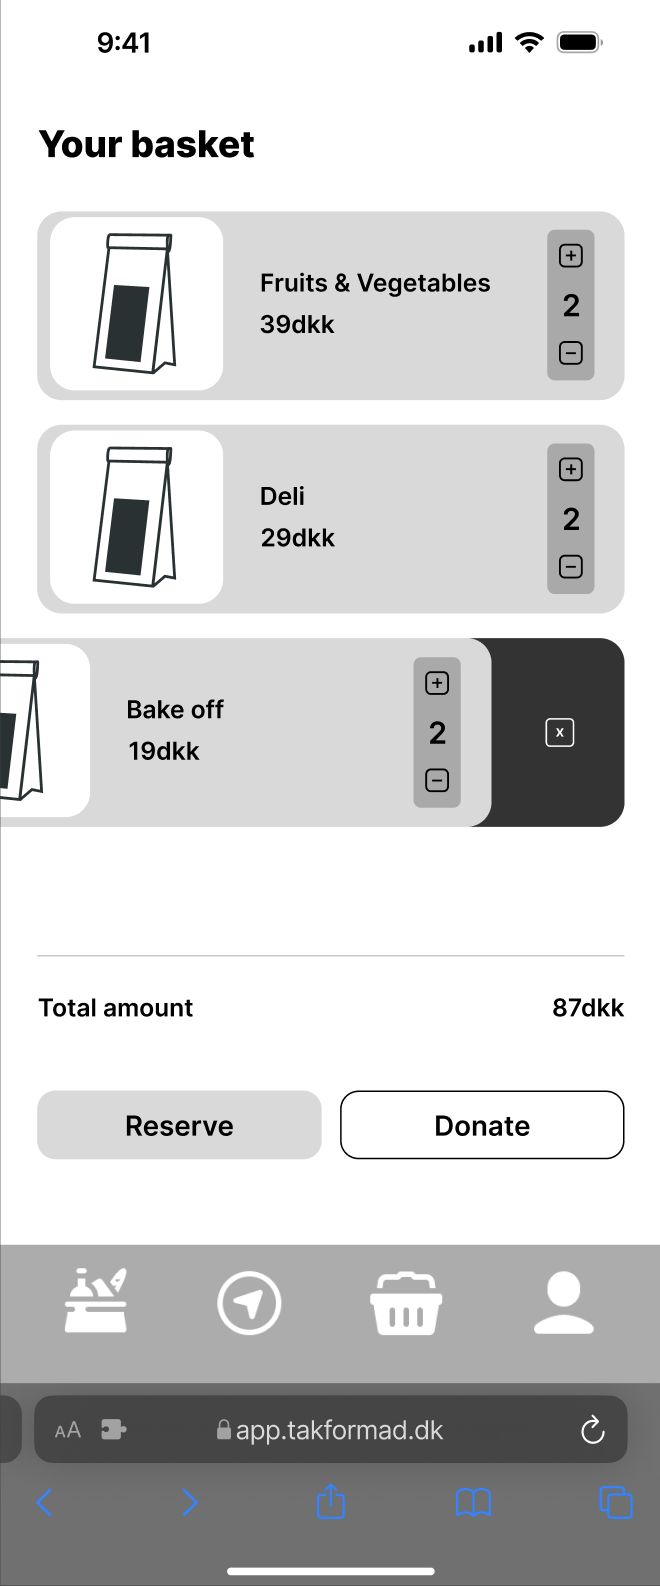 9:41
Your basket
Fruits & Vegetables
39dkk
2
Deli
29dkk
2
Bake off
19dkk
2
x
Total amount
87dkk
Reserve
Donate
AA
app.takformad.dk